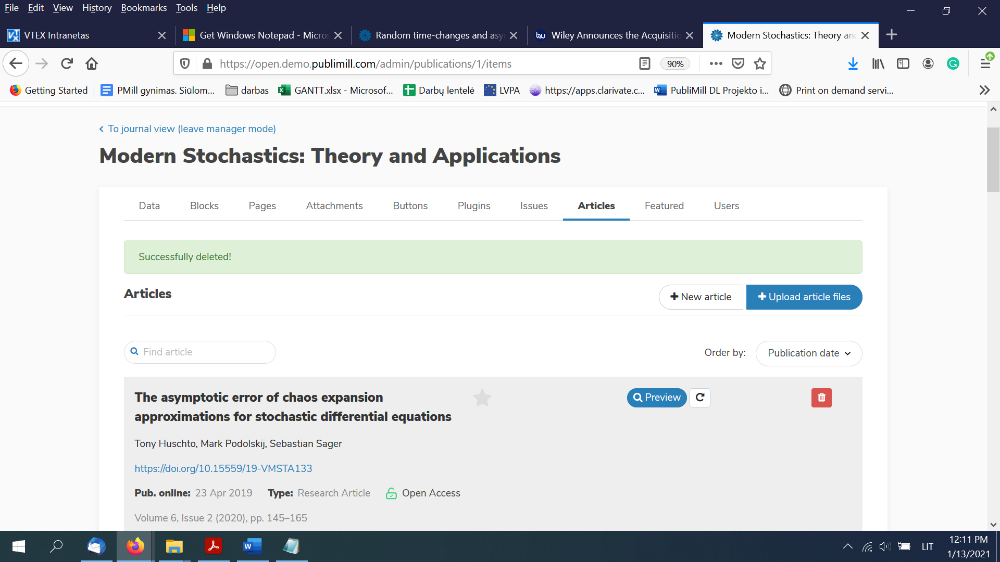 File Edit View History Bookmarks Tools Help
VTEX Intranetas
Get Windows Notepad - Micros
Random time-changes and asy
Wiley Announces the Acquisitio
Modern Stochastics: Theory an
https://open.demo.publimill.com/admin/publications/1/items
90%
Getting Started
PMill gynimas. Siūlom...
darbas
GANTT.xlsx - Microsof...
Darbų lentelė
LVPA
https://apps.clarivate.c...
PubliMill DL Projekto i...
Print on demand servi...
To journal view (leave manager mode)
Modern Stochastics: Theory and Applications
Data Blocks Pages Attachments Buttons Plugins Issues Articles Featured Users
Successfully deleted!
Articles
New article
Upload article files
Find article
Order by: Publication date
The asymptotic error of chaos expansion
approximations for stochastic differential equations
Preview
Tony Huschto, Mark Podolskij, Sebastian Sager
https://doi.org/10.15559/19-VMSTA133
Pub. online: 23 Apr 2019 Type: Research Article Open Access
Volume 6, Issue 2 (2020), pp. 145–165
LIT
12:11 PM
1/13/2021